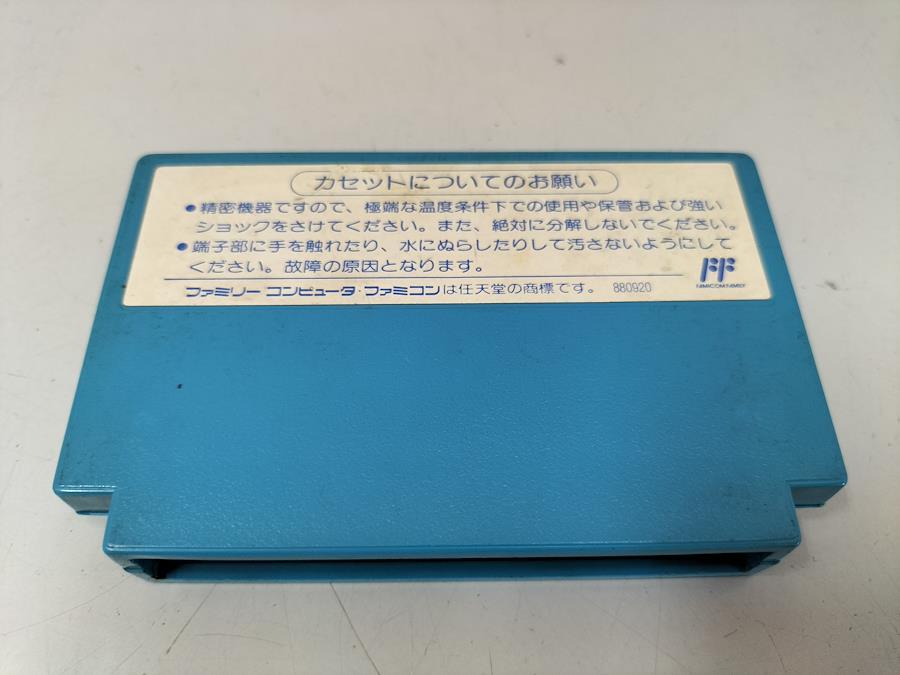 カセットについてのお願い
●精密機器ですので、極端な温度条件下での使用や保管および強い
ショックをさけてください。また、絶対に分解しないでください。
●端子部に手を触れたり、水にぬらしたりして汚さないようにして
ください。故障の原因となります。
ファミリー コンピュータ・ファミコンは任天堂の商標です。 880920
FF
FAMICOM FAMILY